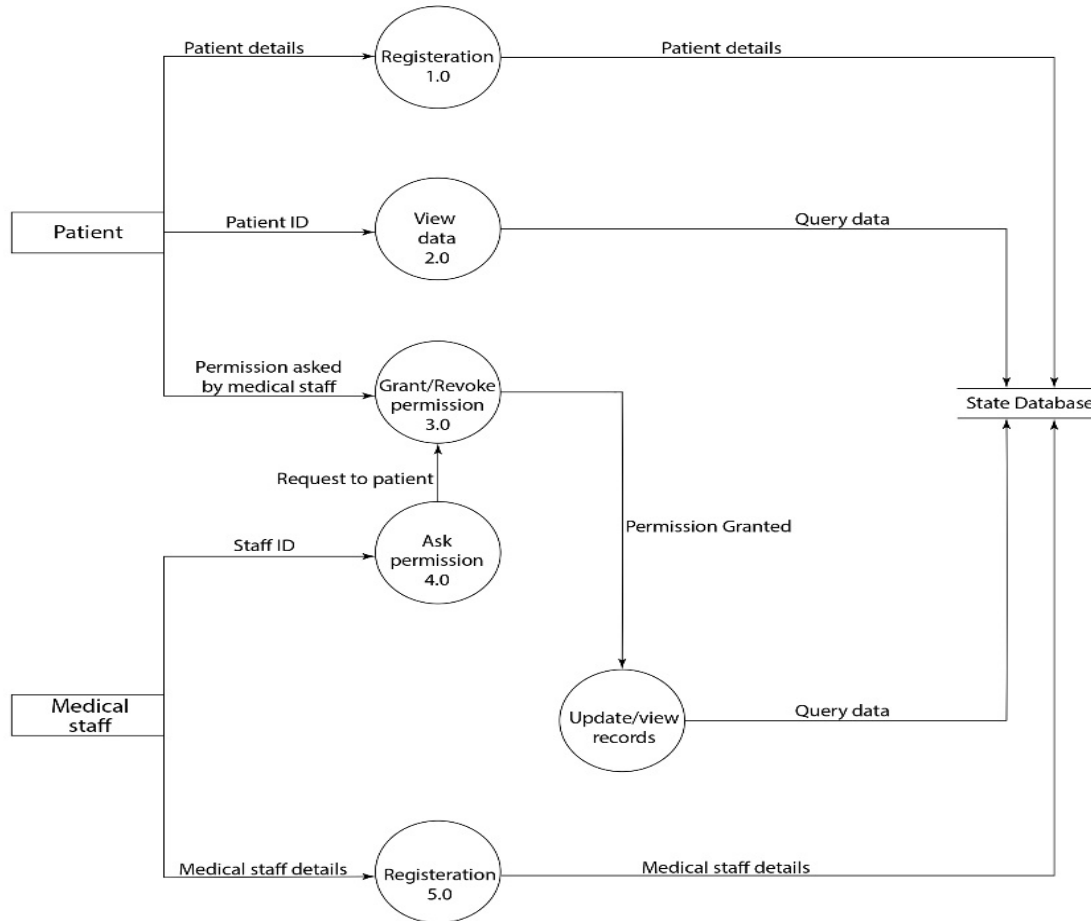 Patient details
Registeration
1.0
Patient details
Patient
Patient ID
View
data
2.0
Query data
Permission asked
by medical staff
Grant/Revoke
permission
3.0
State Database
Request to patient
Permission Granted
Staff ID
Ask
permission
4.0
Medical
staff
Update/view
records
Query data
Medical staff details
Registeration
5.0
Medical staff details